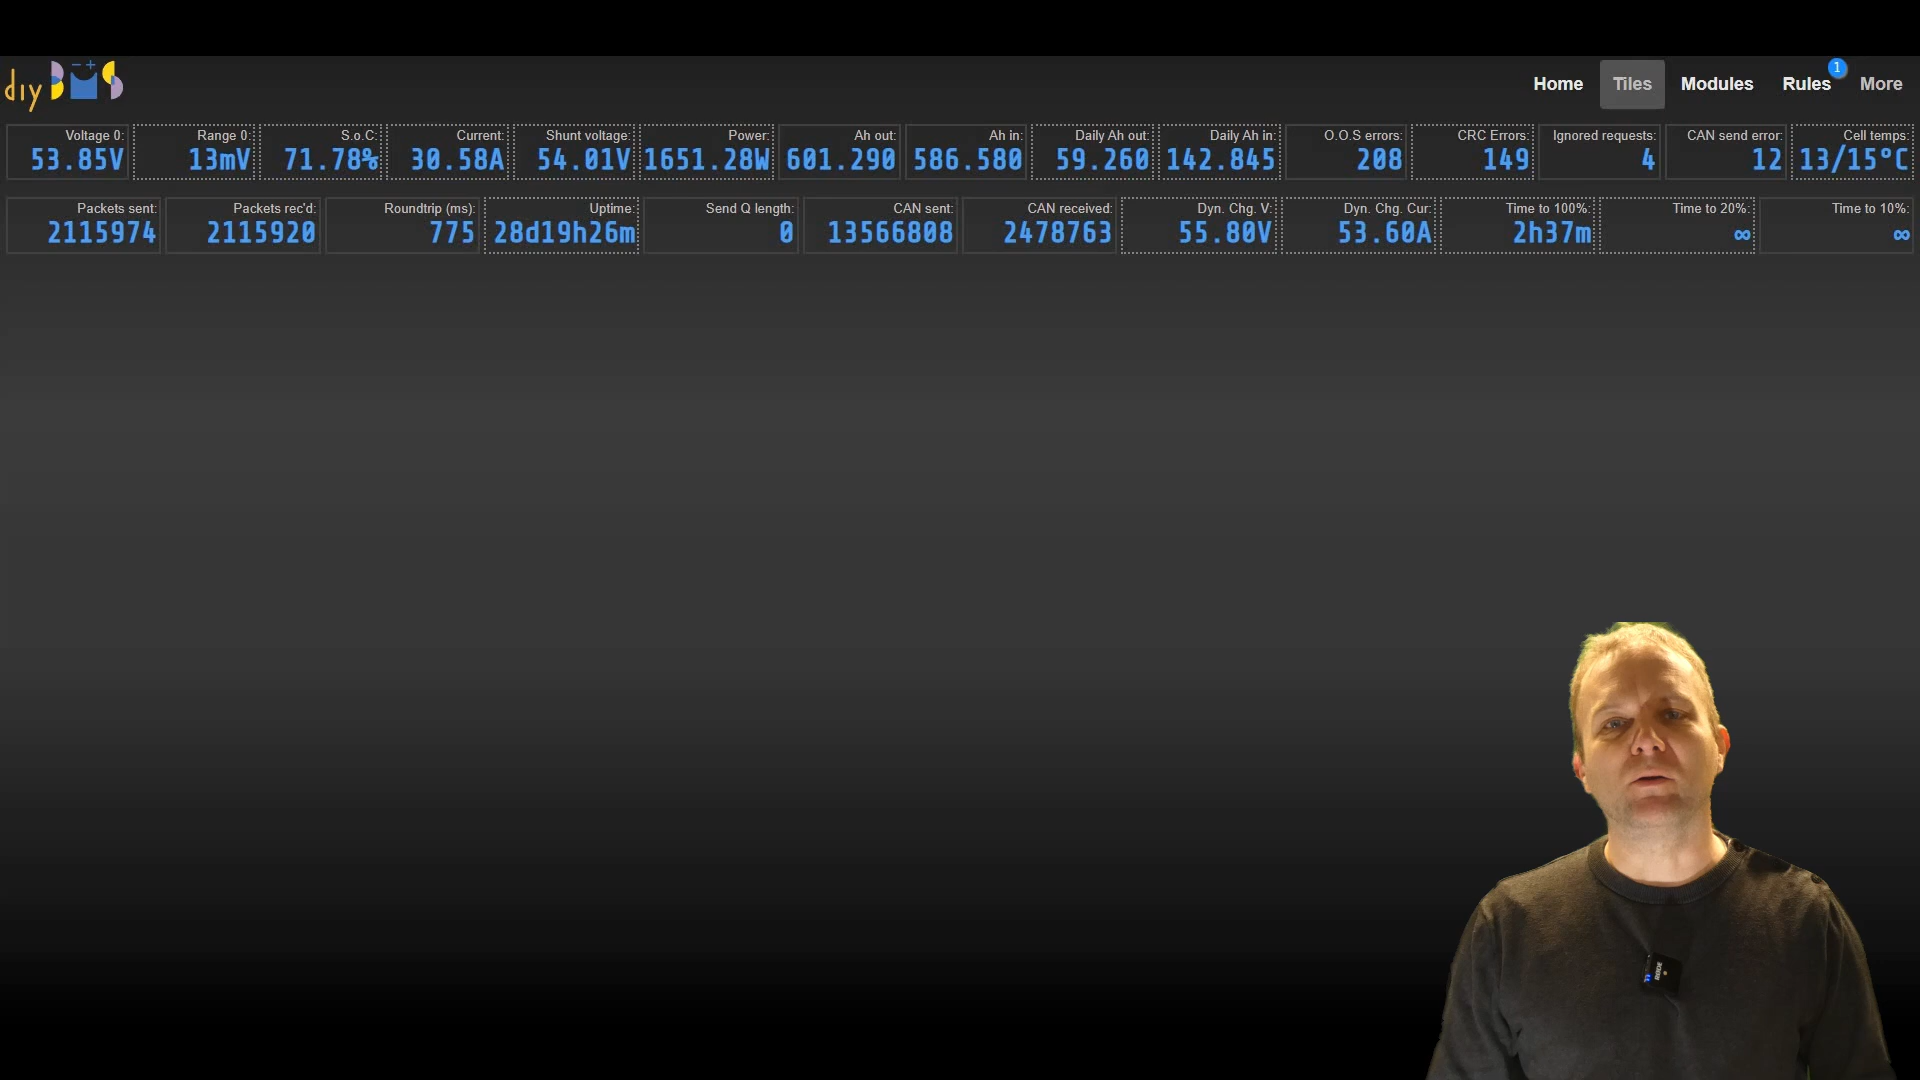 diyBMS
Home Tiles Modules Rules 1 More
Voltage 0: Range 0: S.o.C: Current: Shunt voltage: Power: Ah out: Ah in: Daily Ah out: Daily Ah in: O.O.S errors: CRC Errors: Ignored requests: CAN send error: Cell temps:
53.85V 13mV 71.78% 30.58A 54.01V 1651.28W 601.290 586.580 59.260 142.845 208 149 4 12 13/15°C
Packets sent: Packets rec'd: Roundtrip (ms): Uptime: Send Q length: CAN sent: CAN received: Dyn. Chg. V: Dyn. Chg. Cur: Time to 100%: Time to 20%: Time to 10%:
2115974 2115920 775 28d19h26m 0 13566808 2478763 55.80V 53.60A 2h37m ∞ ∞
RØDE